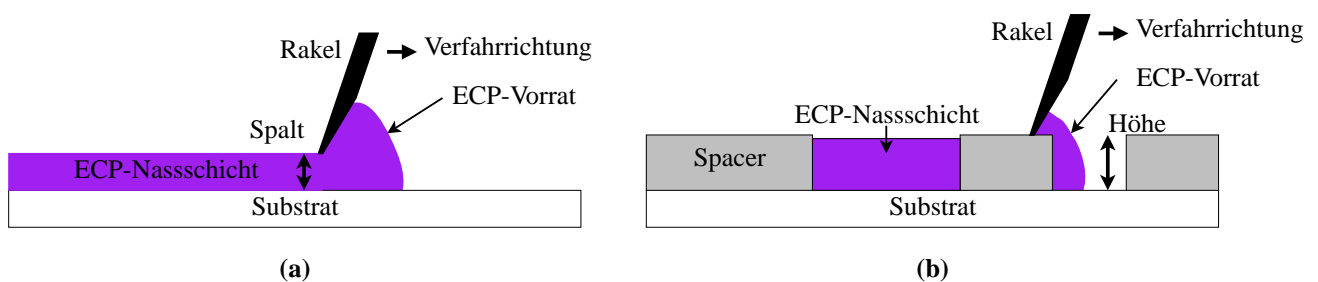 Rakel
Verfahrrichtung
ECP-Vorrat
Spalt
ECP-Nassschicht
Substrat
(a)
Rakel
Verfahrrichtung
ECP-Vorrat
ECP-Nassschicht
Höhe
Spacer
Substrat
(b)